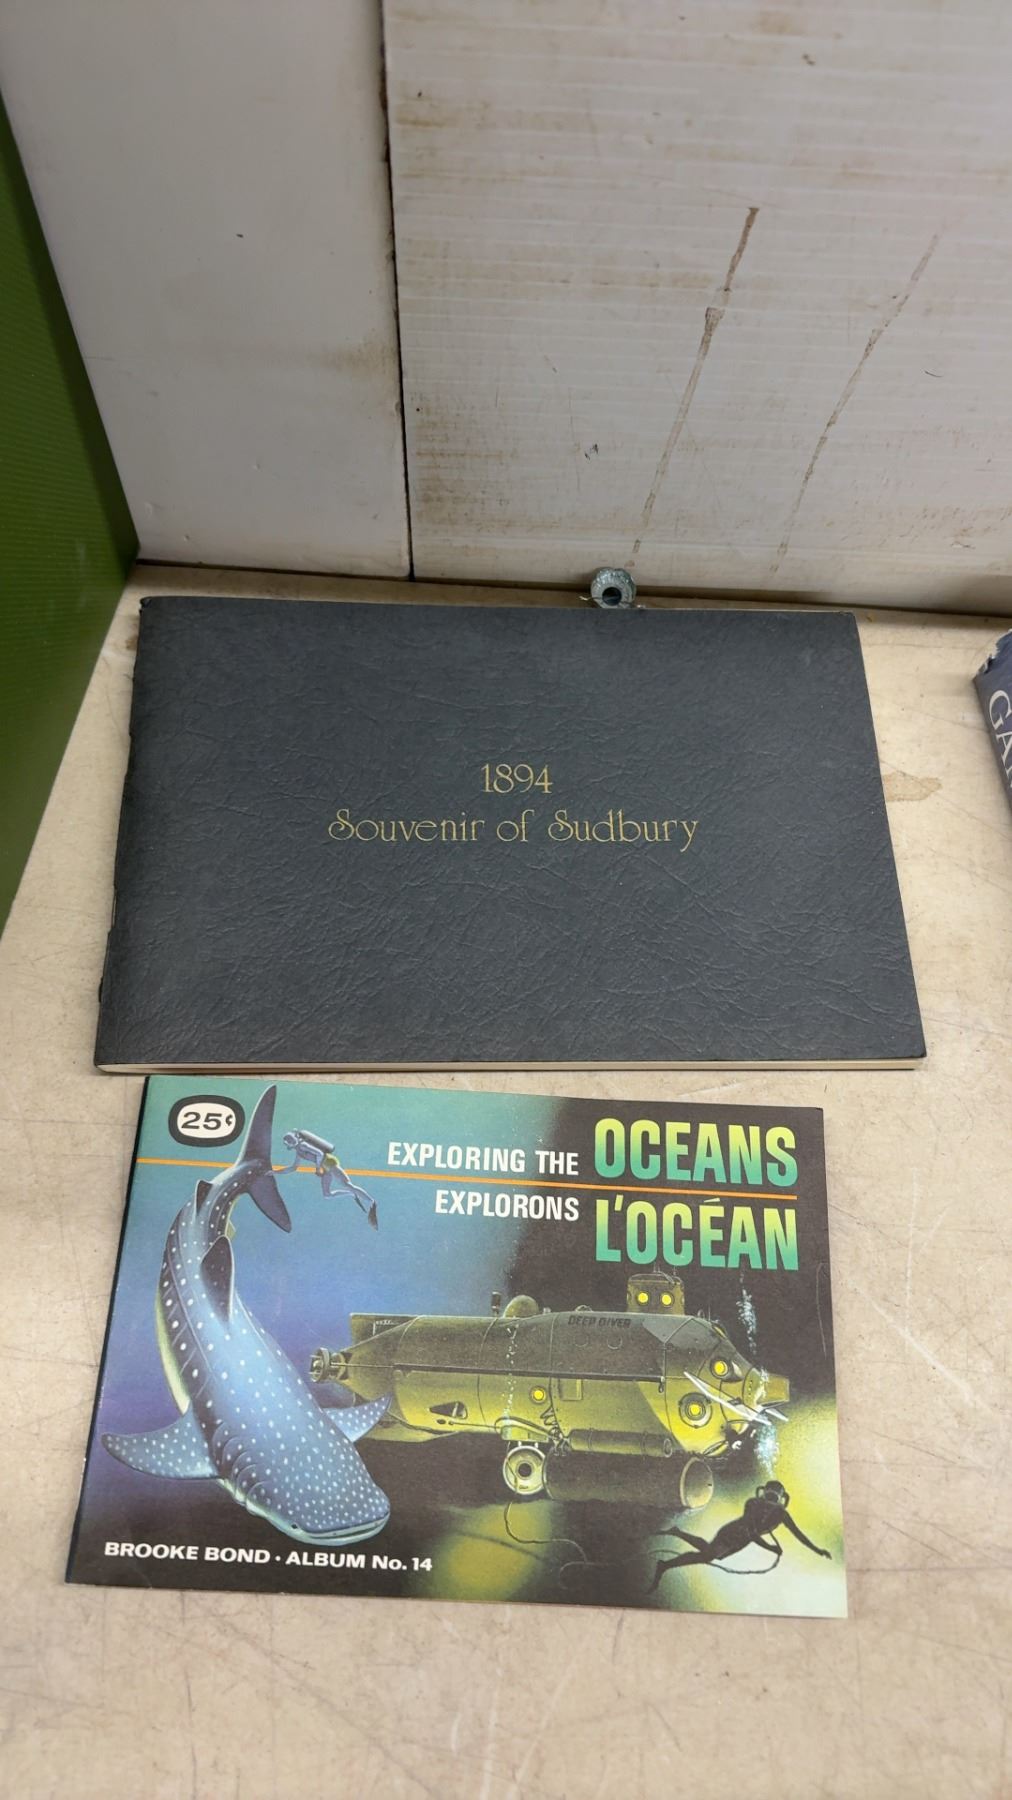 1894
Souvenir of Sudbury
25¢
EXPLORING THE OCEANS
EXPLORONS L'OCÉAN
DEEP DIVER
BROOKE BOND · ALBUM No. 14